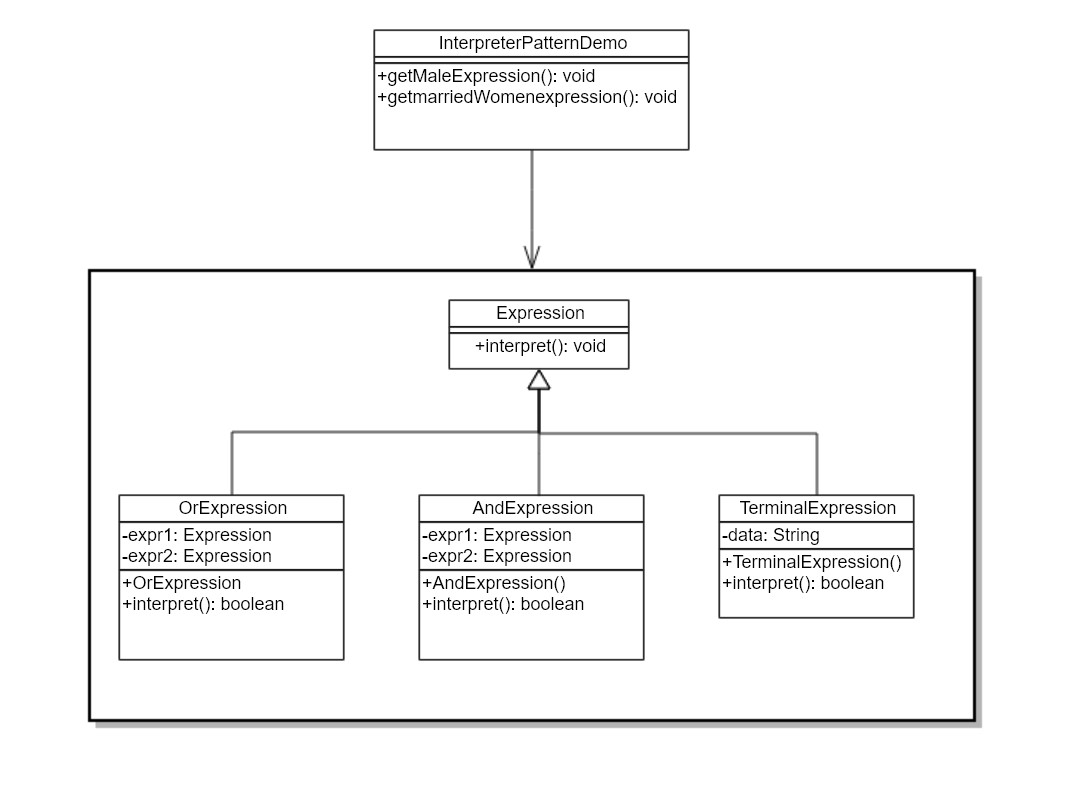 InterpreterPatternDemo
+getMaleExpression(): void
+getmarriedWomenexpression(): void
Expression
+interpret(): void
OrExpression
-expr1: Expression
-expr2: Expression
+OrExpression
+interpret(): boolean
AndExpression
-expr1: Expression
-expr2: Expression
+AndExpression()
+interpret(): boolean
TerminalExpression
-data: String
+TerminalExpression()
+interpret(): boolean